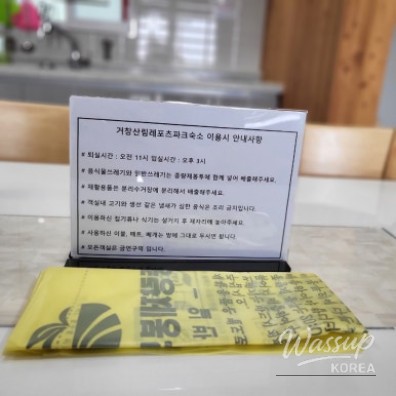 거창산림레포츠파크숙소 이용시 안내사항
# 퇴실시간 : 오전 11시 입실시간 : 오후 3시
# 음식물쓰레기와 일반쓰레기는 종량제봉투에 함께 넣어 배출해주세요.
# 재활용품은 분리수거장에 분리해서 배출해주세요.
# 객실내 고기와 생선 같은 냄새가 심한 음식은 조리 금지입니다.
# 이용하신 집기류나 식기는 설거지 후 제자리에 놓아주세요.
# 사용하신 이불, 매트, 베개는 방에 그대로 두시면 됩니다.
# 모든객실은 금연구역 입니다.
Wassup
KOREA